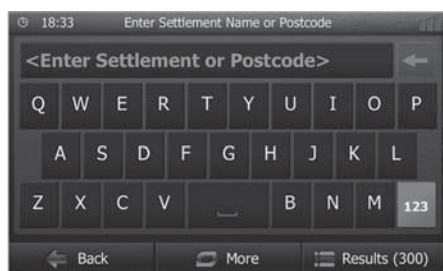 18:33 Enter Settlement Name or Postcode
<Enter Settlement or Postcode>
Q W E R T Y U I O P
A S D F G H J K L
Z X C V B N M 123
Back More Results (300)